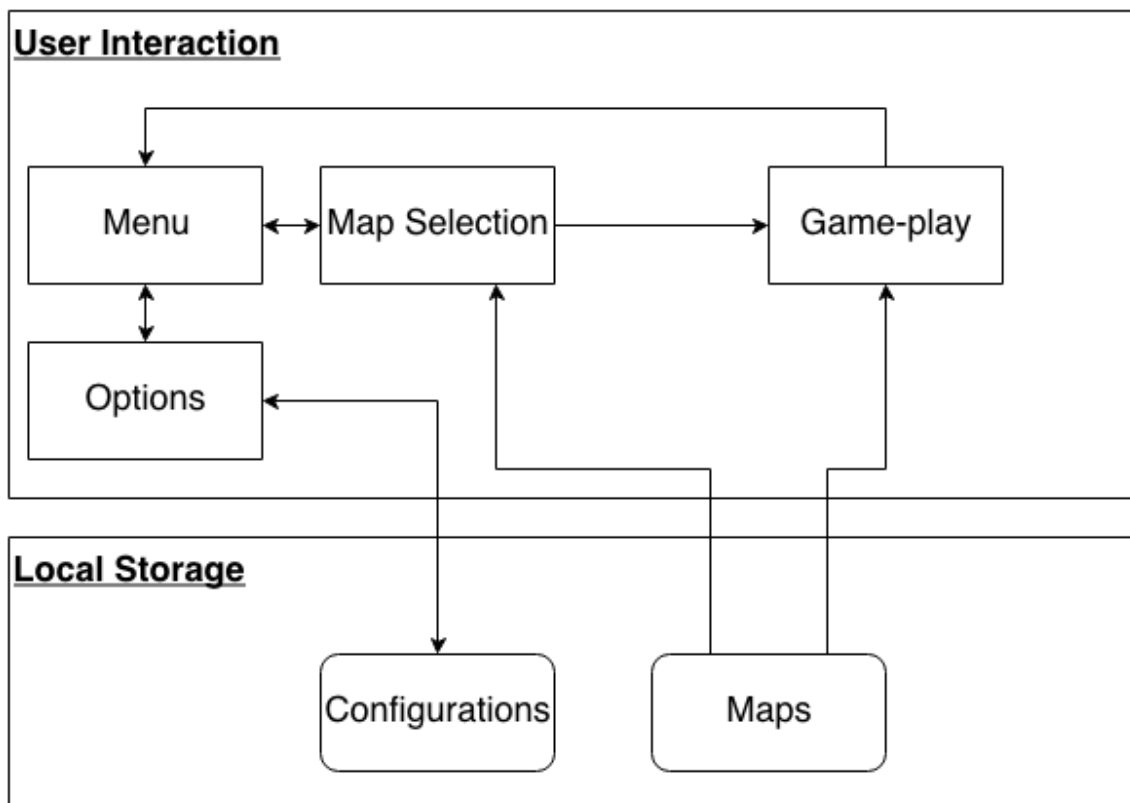 User Interaction
Menu
Map Selection
Game-play
Options
Local Storage
Configurations
Maps